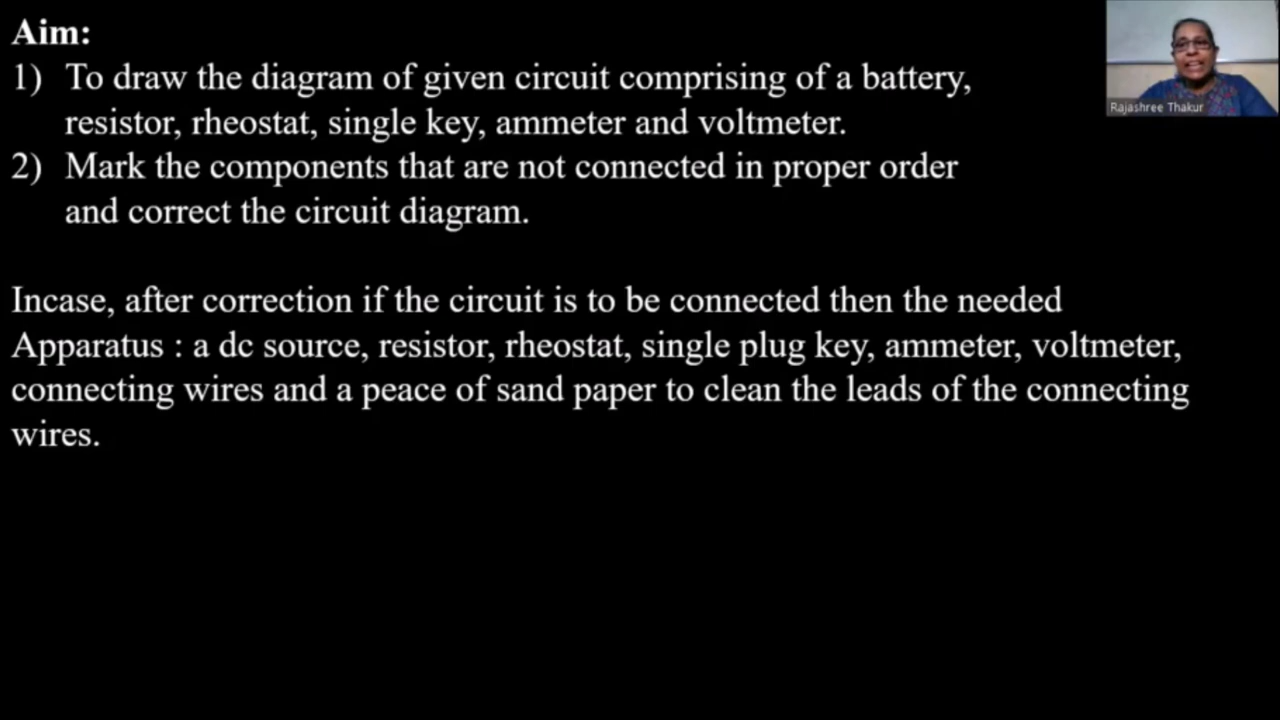 Aim:
1) To draw the diagram of given circuit comprising of a battery,
resistor, rheostat, single key, ammeter and voltmeter.
2) Mark the components that are not connected in proper order
and correct the circuit diagram.
Incase, after correction if the circuit is to be connected then the needed
Apparatus : a dc source, resistor, rheostat, single plug key, ammeter, voltmeter,
connecting wires and a peace of sand paper to clean the leads of the connecting
wires.
Rajashree Thakur